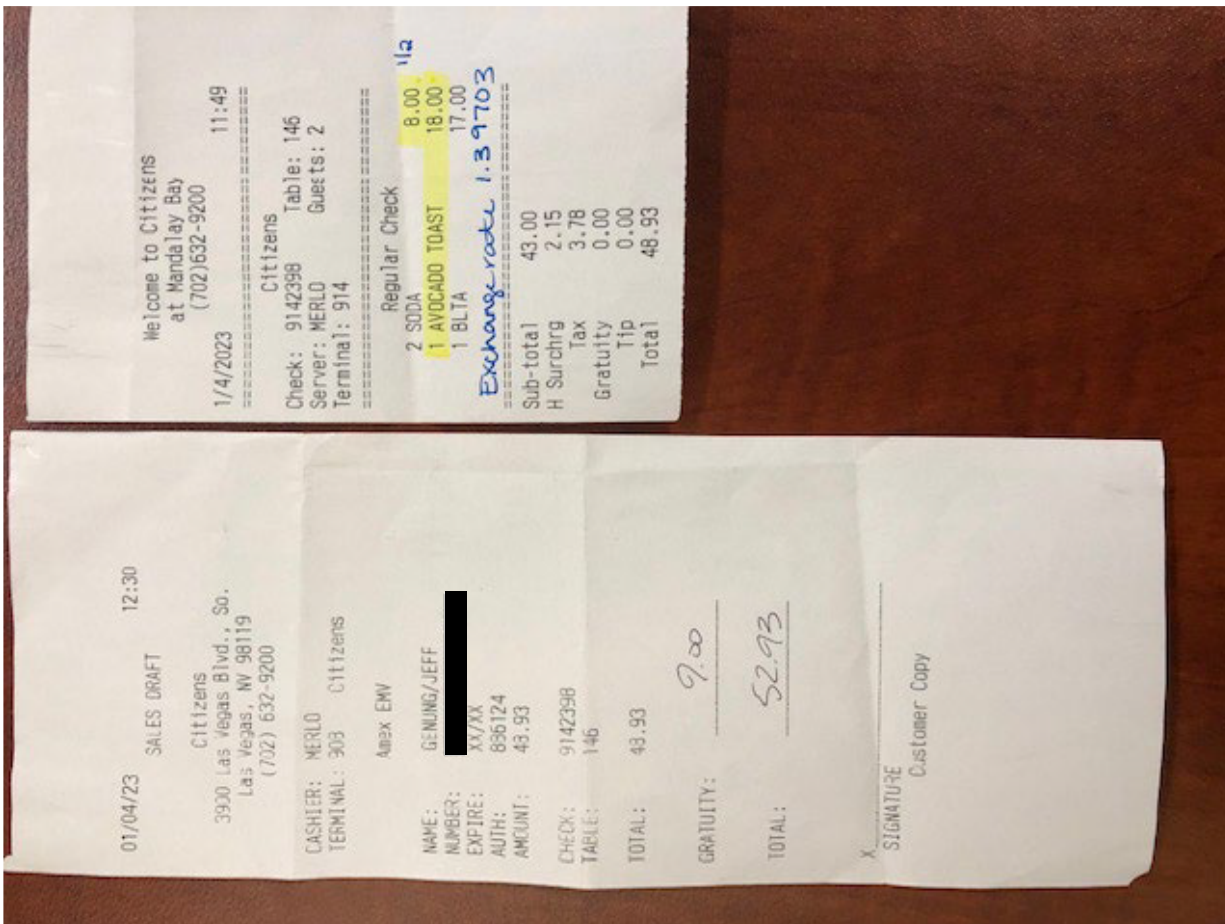 Welcome to Citizens
at Mandalay Bay
(702)632-9200
1/4/2023 11:49
==============================
Citizens
Check: 9142398 Table: 146
Server: MERLO Guests: 2
Terminal: 914
==============================
Regular Check
2 SODA 8.00 1/2
1 AVOCADO TOAST 18.00
1 BLTA 17.00
Exchange rate 1.39703
==============================
Sub-total 43.00
H Surchrg 2.15
Tax 3.78
Gratuity 0.00
Tip 0.00
Total 48.93
01/04/23 12:30
SALES DRAFT
Citizens
3900 Las Vegas Blvd., So.
Las Vegas, NV 98119
(702) 632-9200
CASHIER: MERLO
TERMINAL: 908 Citizens
Amex EMV
NAME: GENUNG/JEFF
NUMBER:
EXPIRE: XX/XX
AUTH: 886124
AMOUNT: 48.93
CHECK: 9142398
TABLE: 146
TOTAL: 48.93
GRATUITY: 9.00
TOTAL: 52.93
X
SIGNATURE
Customer Copy